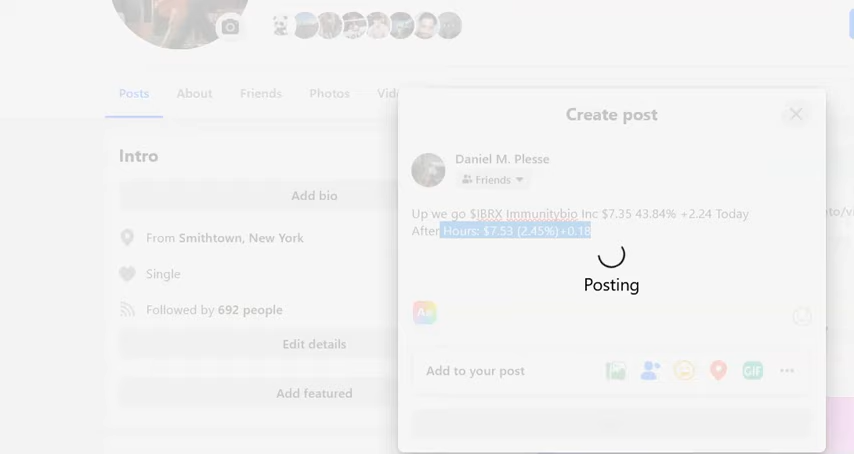 Posts
About
Friends
Photos
Create post
Intro
Daniel M. Plesse
Friends
Add bio
Up we go $IBRX Immunitybio Inc $7.35 43.84% +2.24 Today
After Hours: $7.53 (2.45%)+0.18
From Smithtown, New York
Single
Posting
Followed by 692 people
Aa
Edit details
Add to your post
GIF
Add featured